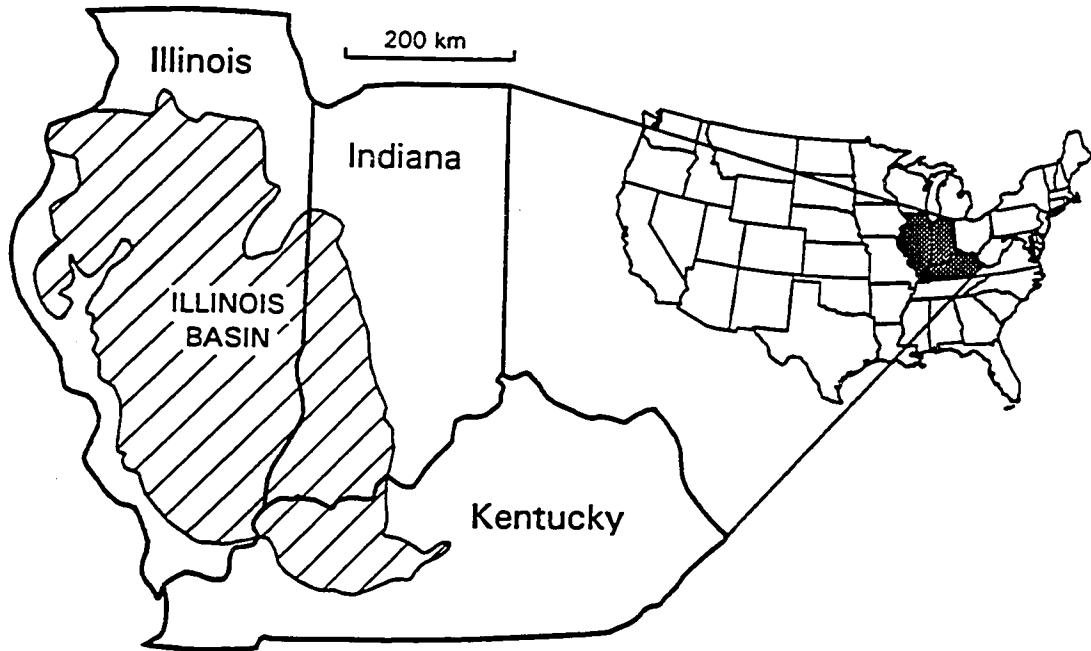 Illinois
200 km
Indiana
ILLINOIS
BASIN
Kentucky